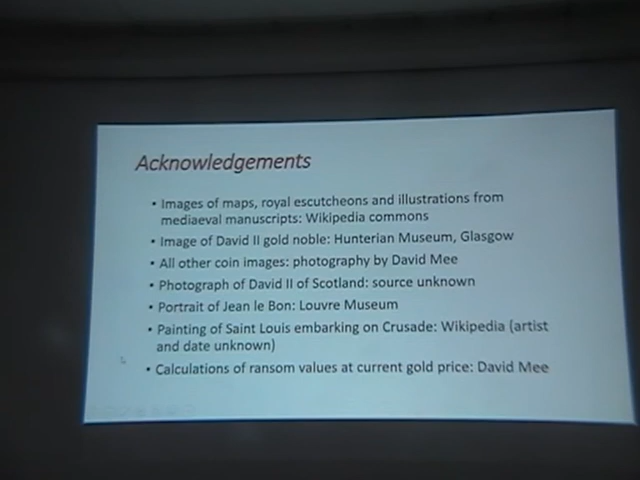 Acknowledgements
• Images of maps, royal escutcheons and illustrations from
mediaeval manuscripts: Wikipedia commons
• Image of David II gold noble: Hunterian Museum, Glasgow
• All other coin images: photography by David Mee
• Photograph of David II of Scotland: source unknown
• Portrait of Jean le Bon: Louvre Museum
• Painting of Saint Louis embarking on Crusade: Wikipedia (artist
and date unknown)
• Calculations of ransom values at current gold price: David Mee